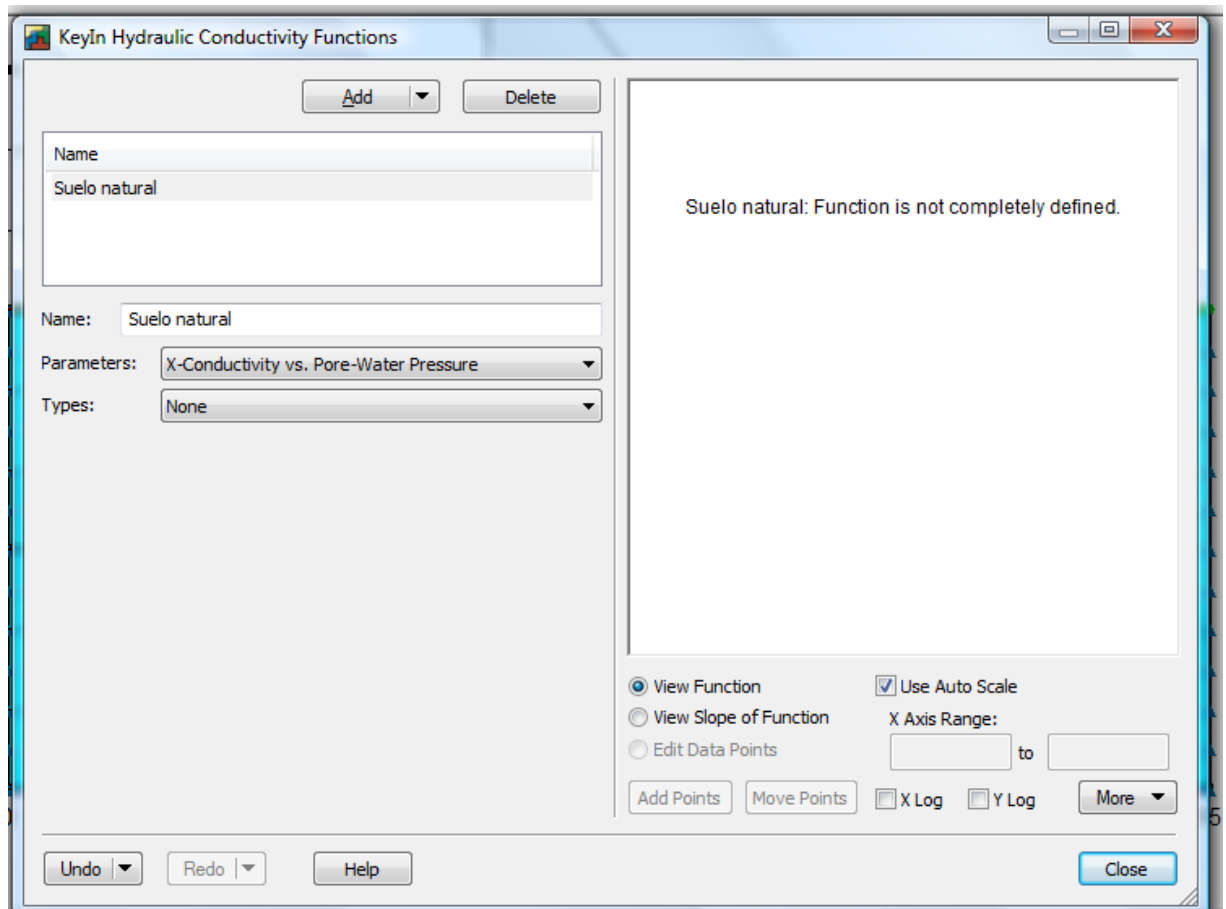 KeyIn Hydraulic Conductivity Functions
Add
Delete
Name
Suelo natural
Name: Suelo natural
Parameters: X-Conductivity vs. Pore-Water Pressure
Types: None
Suelo natural: Function is not completely defined.
View Function
Use Auto Scale
View Slope of Function
X Axis Range:
Edit Data Points
to
Add Points
Move Points
X Log
Y Log
More
5
Undo
Redo
Help
Close